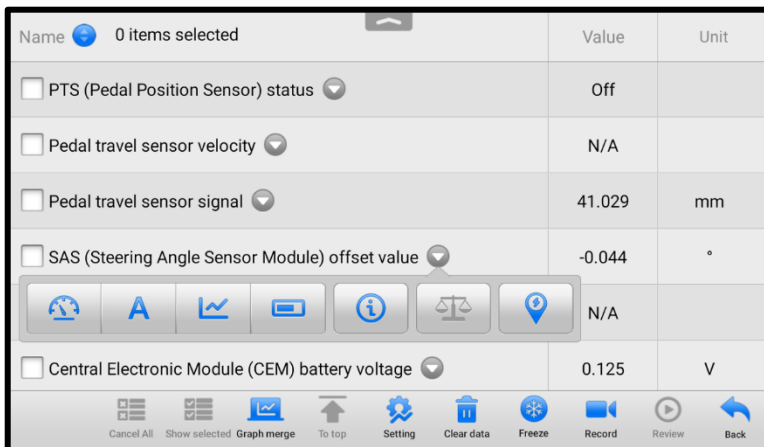 Name 0 items selected Value Unit
PTS (Pedal Position Sensor) status Off
Pedal travel sensor velocity N/A
Pedal travel sensor signal 41.029 mm
SAS (Steering Angle Sensor Module) offset value -0.044 °
A N/A
Central Electronic Module (CEM) battery voltage 0.125 V
Cancel All Show selected Graph merge To top Setting Clear data Freeze Record Review Back